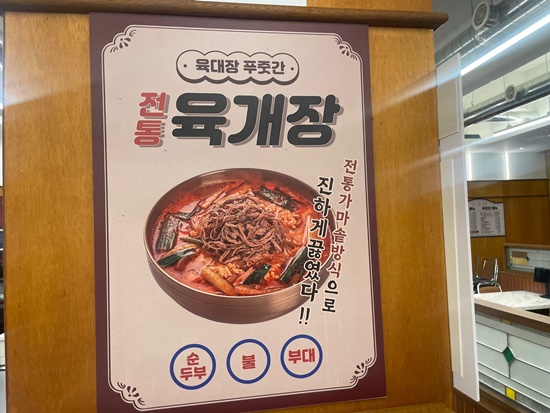 육대장 푸줏간
전통
육개장
전통가마솥방식으로
진하게 끓였다!!
순두부
불
부대